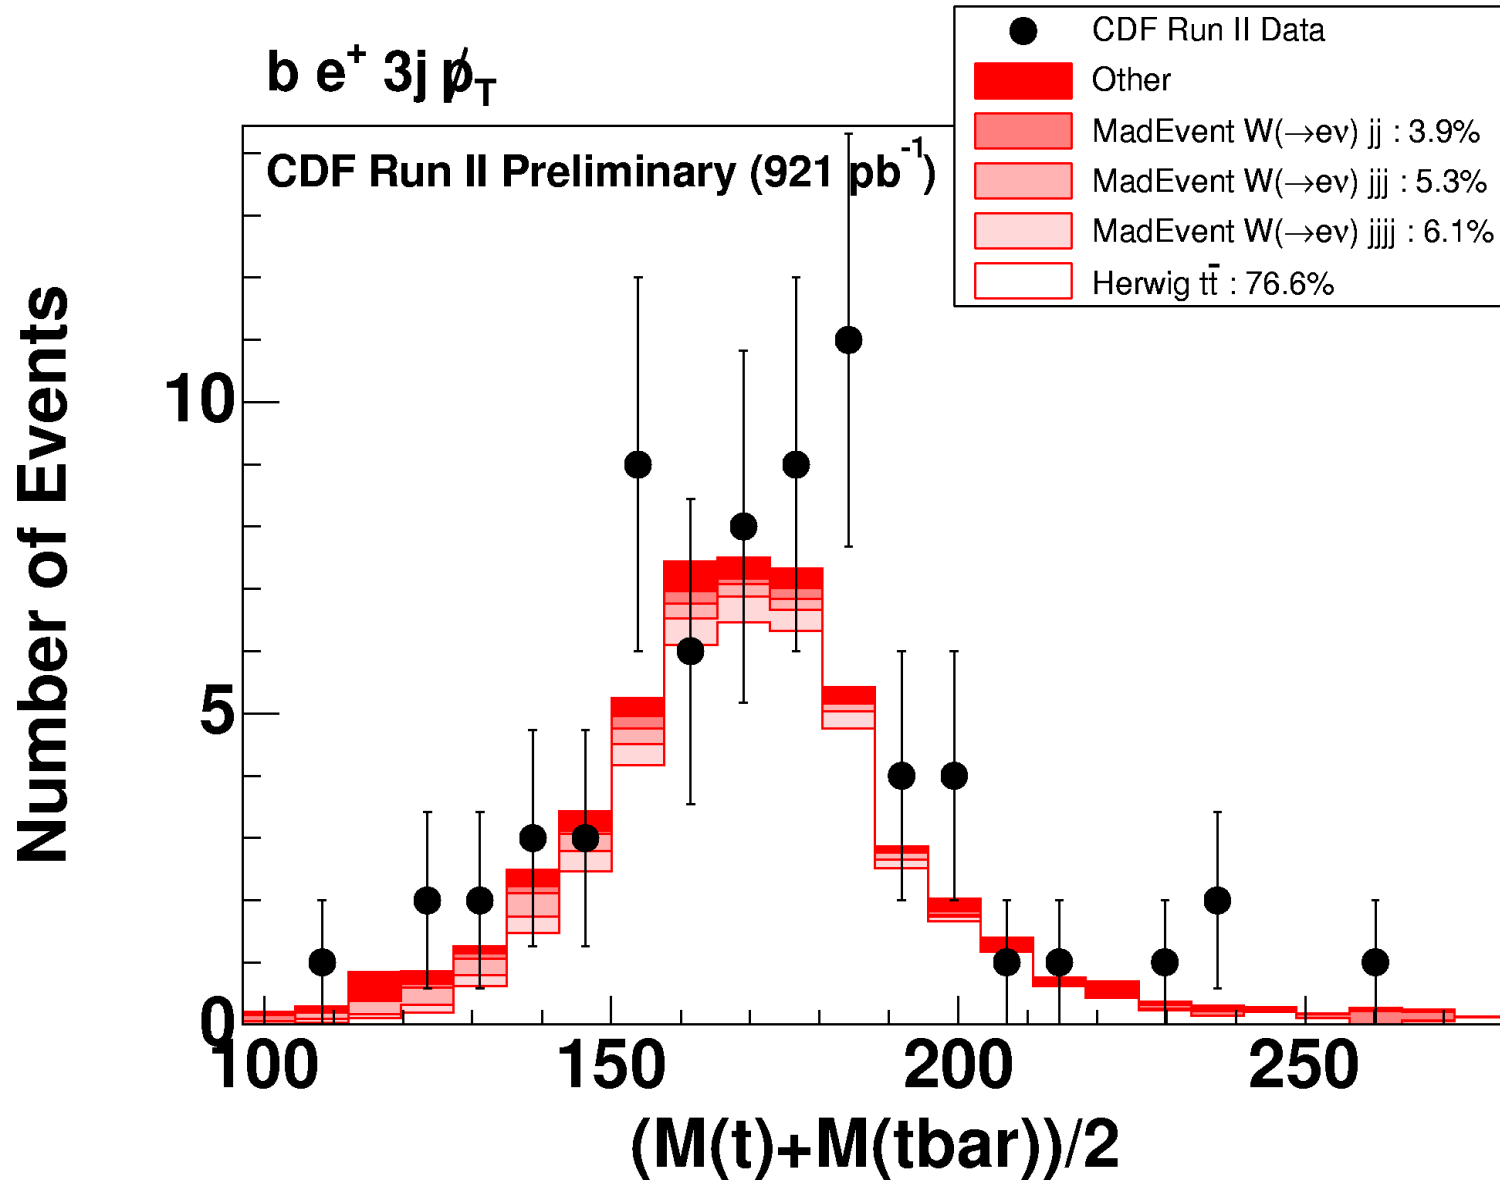 b e+ 3j p̸T
CDF Run II Preliminary (921 pb-1)
CDF Run II Data
Other
MadEvent W(→eν) jj : 3.9%
MadEvent W(→eν) jjj : 5.3%
MadEvent W(→eν) jjjj : 6.1%
Herwig tt̄ : 76.6%
Number of Events
10
5
0
100 150 200 250
(M(t)+M(tbar))/2